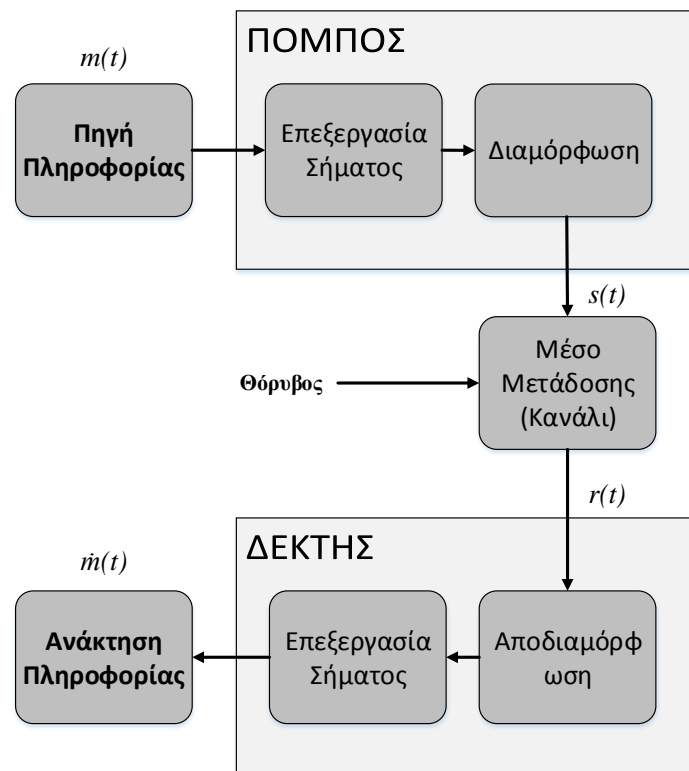 ΠΟΜΠΟΣ
m(t)
Πηγή
Πληροφορίας
Επεξεργασία
Σήματος
Διαμόρφωση
s(t)
Μέσο
Μετάδοσης
(Κανάλι)
Θόρυβος
r(t)
ΔΕΚΤΗΣ
ṁ(t)
Ανάκτηση
Πληροφορίας
Επεξεργασία
Σήματος
Αποδιαμόρφ
ωση